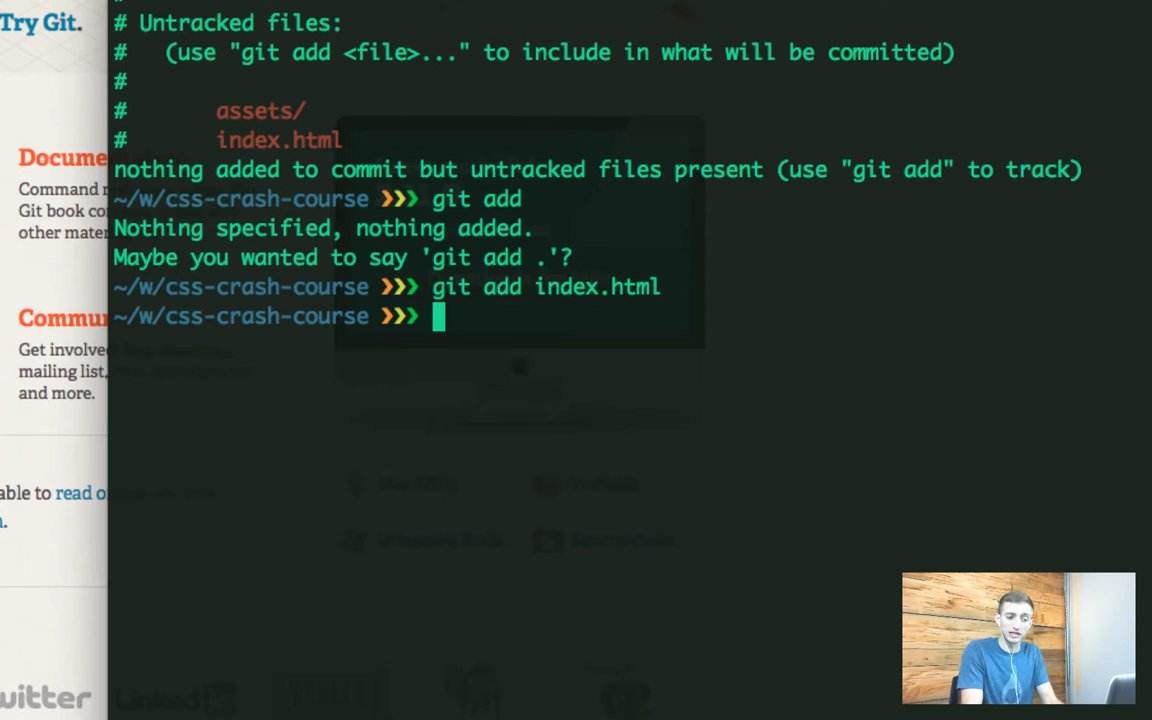 Try Git.
# Untracked files:
# (use "git add <file>..." to include in what will be committed)
#
# assets/
# index.html
nothing added to commit but untracked files present (use "git add" to track)
~/w/css-crash-course ❯❯❯ git add
Nothing specified, nothing added.
Maybe you wanted to say 'git add .'?
~/w/css-crash-course ❯❯❯ git add index.html
~/w/css-crash-course ❯❯❯
Docume
Command
Git book
other
Commu
Get involve
mailing list,
and more.
able to read
witter
Linked